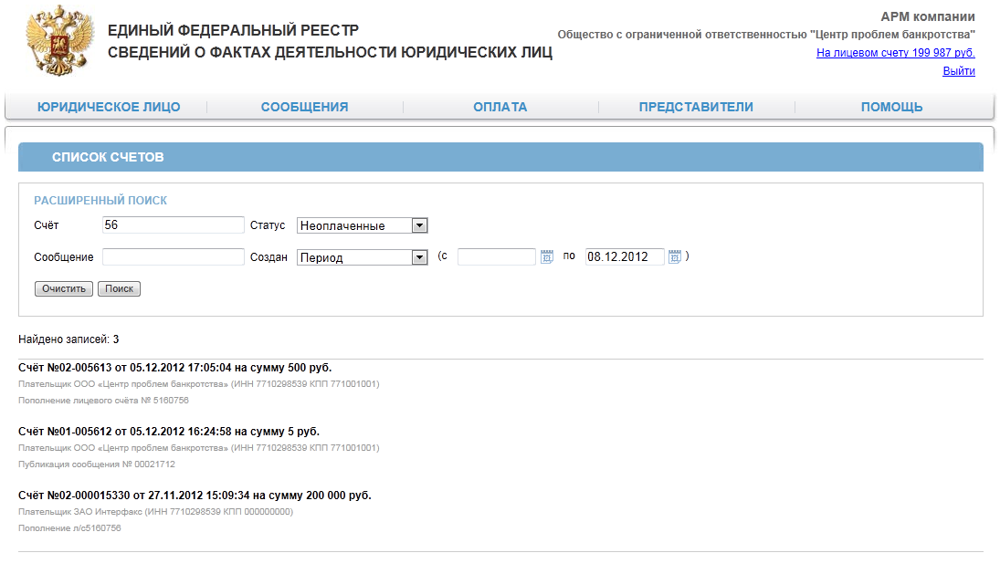 АРМ компании
ЕДИНЫЙ ФЕДЕРАЛЬНЫЙ РЕЕСТР
СВЕДЕНИЙ О ФАКТАХ ДЕЯТЕЛЬНОСТИ ЮРИДИЧЕСКИХ ЛИЦ
Общество с ограниченной ответственностью "Центр проблем банкротства"
На лицевом счету 199 987 руб.
Выйти
ЮРИДИЧЕСКОЕ ЛИЦО СООБЩЕНИЯ ОПЛАТА ПРЕДСТАВИТЕЛИ ПОМОЩЬ
СПИСОК СЧЕТОВ
РАСШИРЕННЫЙ ПОИСК
Счёт 56 Статус Неоплаченные
Сообщение Создан Период (с по 08.12.2012 )
Очистить Поиск
Найдено записей: 3
Счёт №02-005613 от 05.12.2012 17:05:04 на сумму 500 руб.
Плательщик ООО «Центр проблем банкротства» (ИНН 7710298539 КПП 771001001)
Пополнение лицевого счёта № 5160756
Счёт №01-005612 от 05.12.2012 16:24:58 на сумму 5 руб.
Плательщик ООО «Центр проблем банкротства» (ИНН 7710298539 КПП 771001001)
Публикация сообщения № 00021712
Счёт №02-000015330 от 27.11.2012 15:09:34 на сумму 200 000 руб.
Плательщик ЗАО Интерфакс (ИНН 7710298539 КПП 000000000)
Пополнение л/с5160756